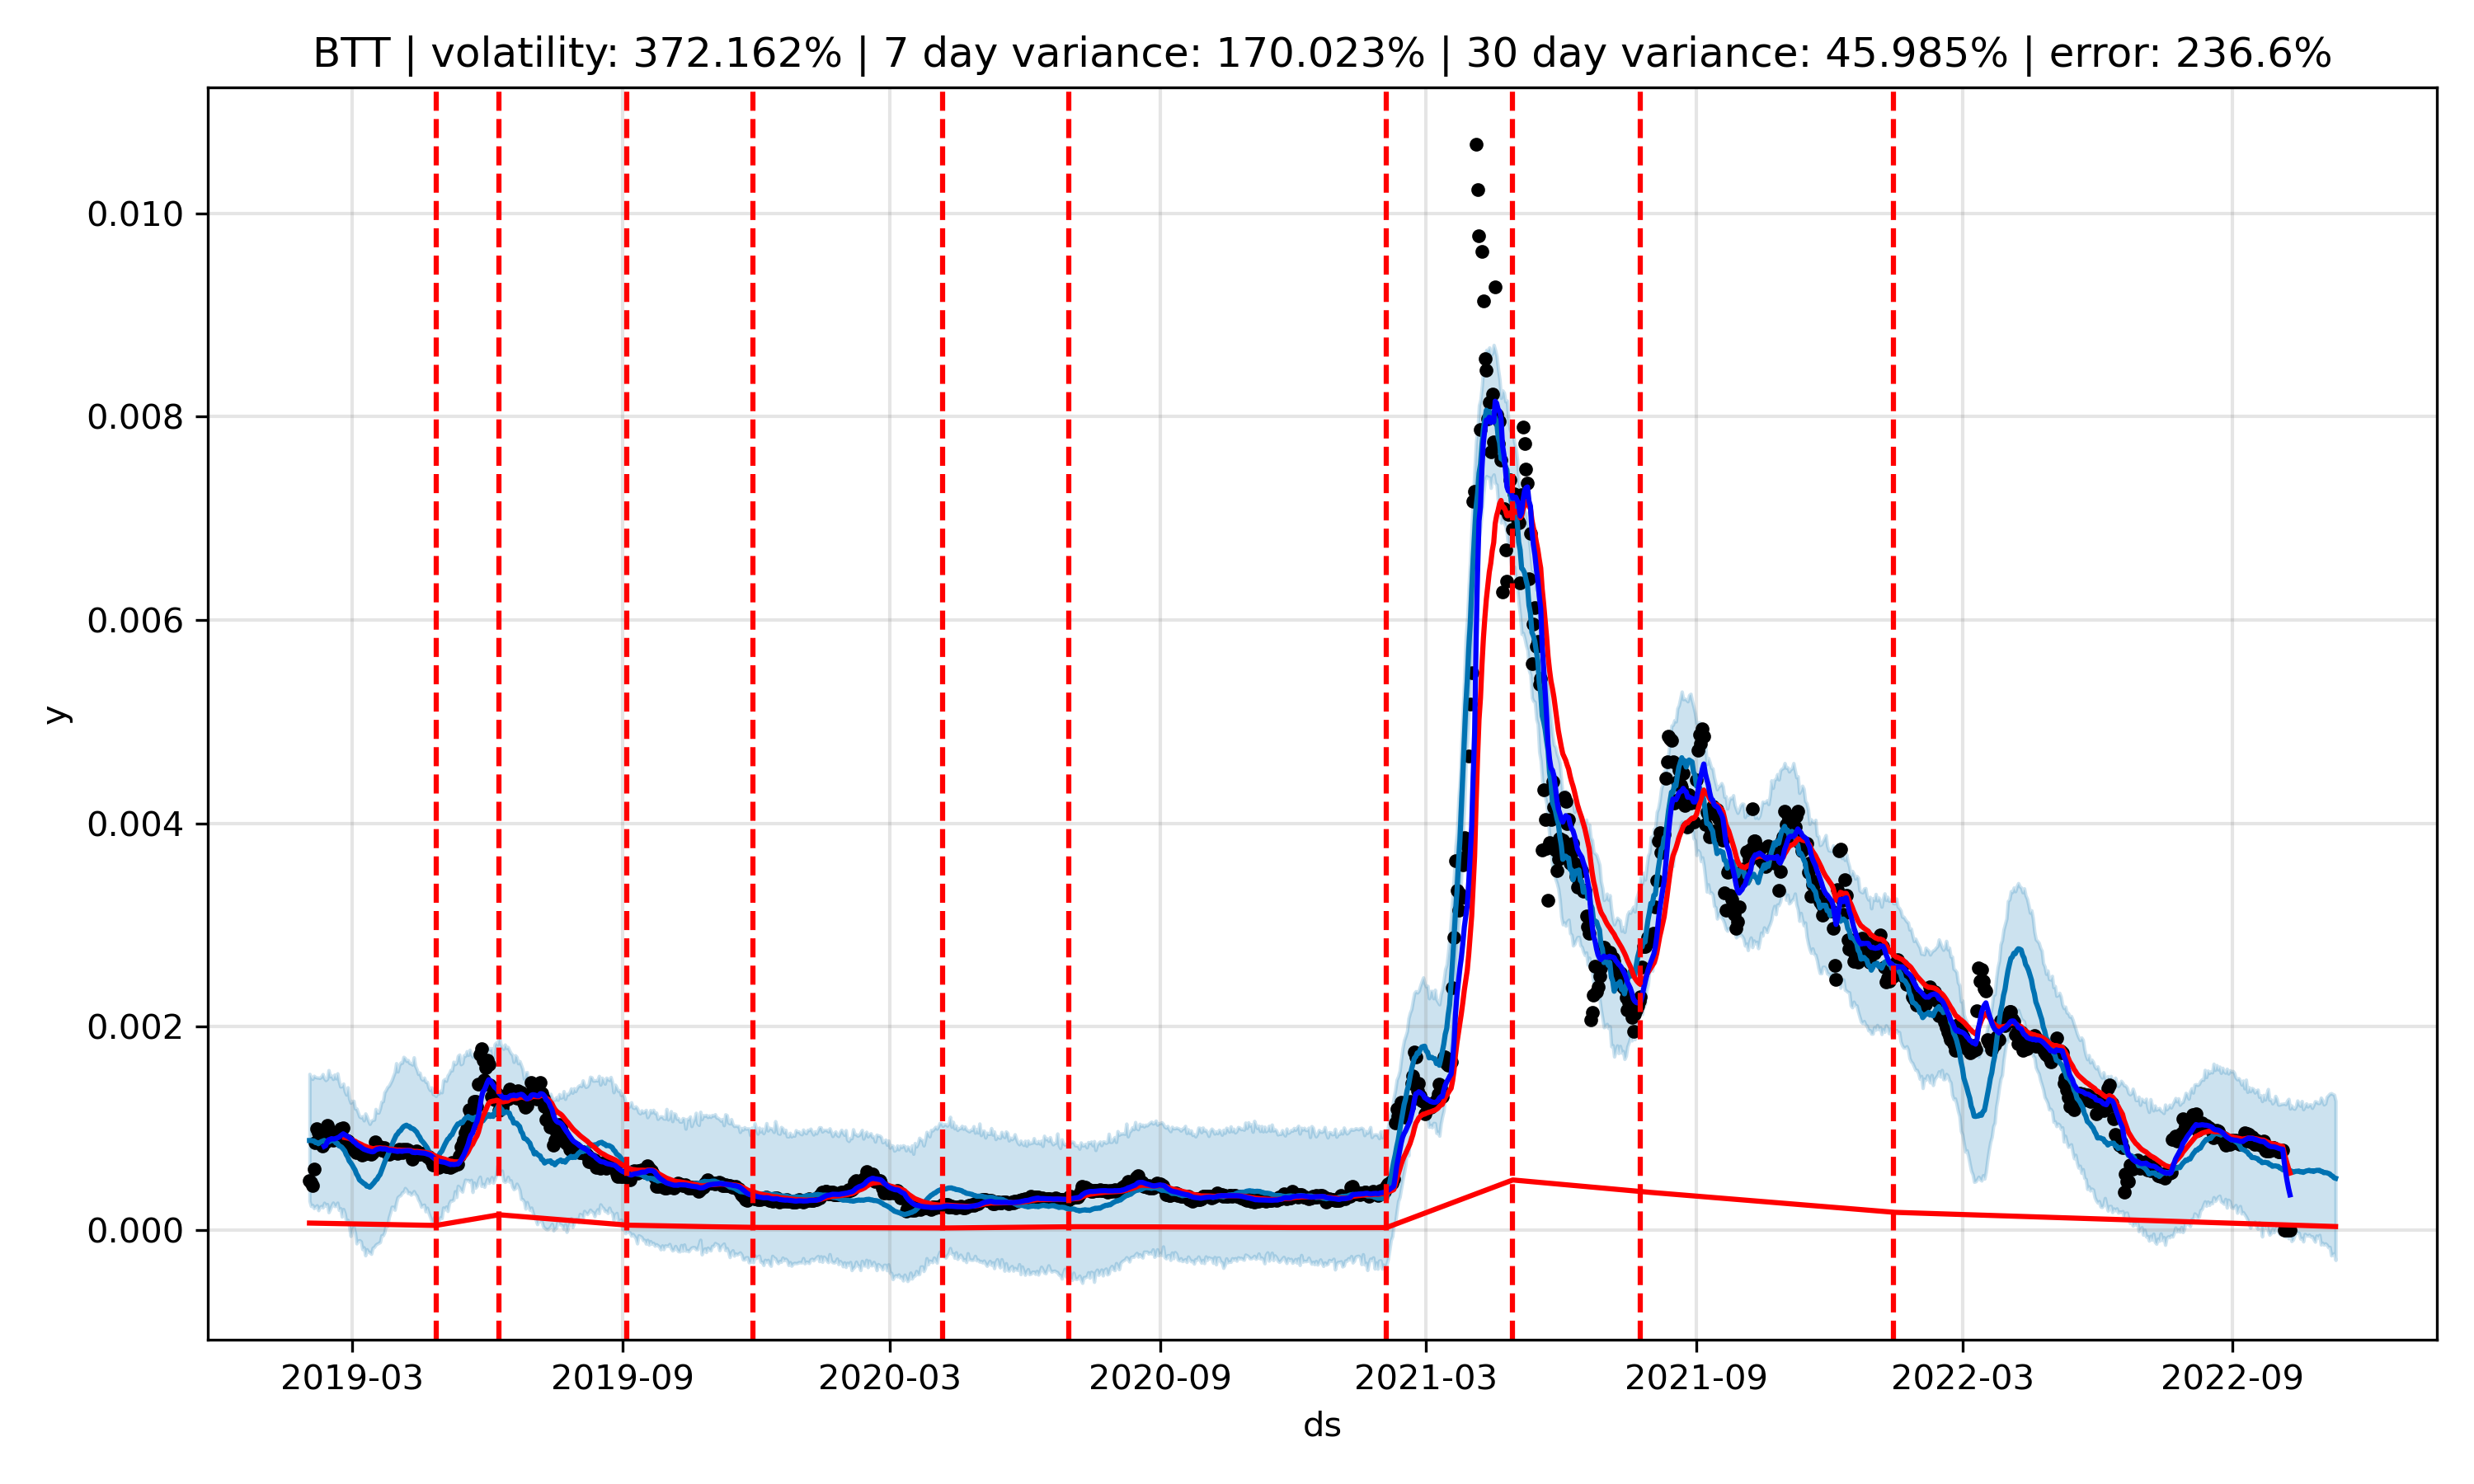 BTT | volatility: 372.162% | 7 day variance: 170.023% | 30 day variance: 45.985% | error: 236.6%
0.010
0.008
0.006
0.004
0.002
0.000
y
2019-03 2019-09 2020-03 2020-09 2021-03 2021-09 2022-03 2022-09
ds